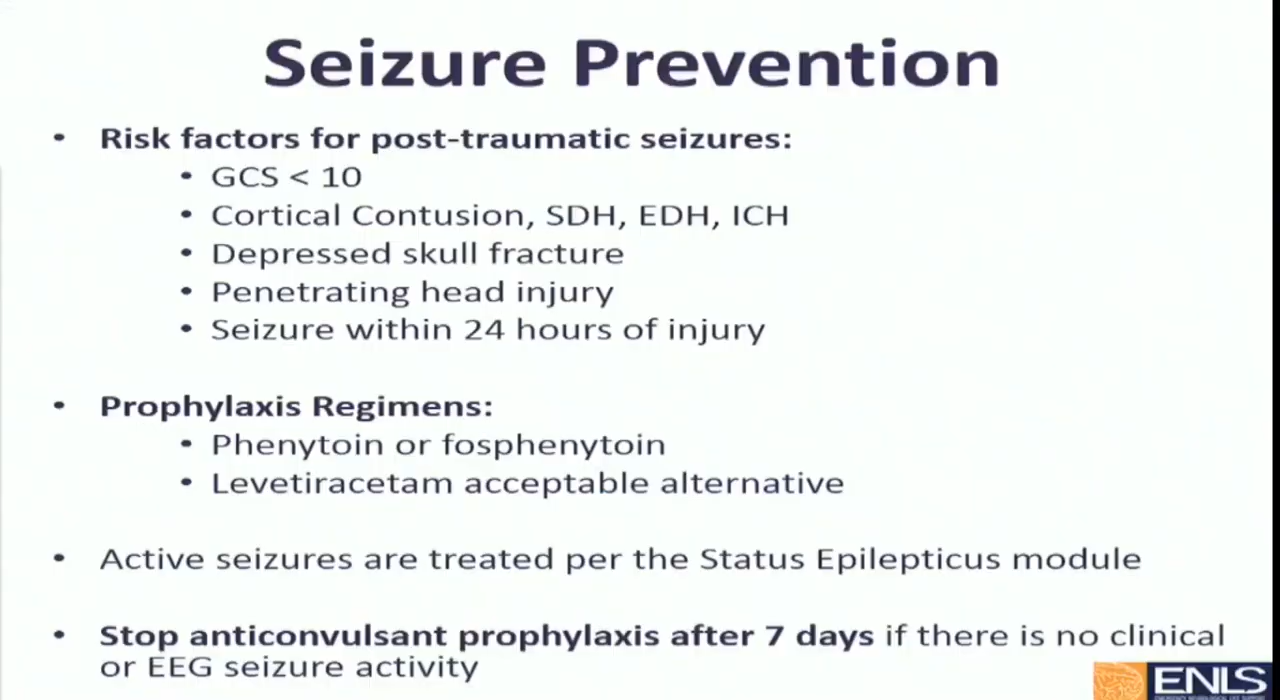 Seizure Prevention
• Risk factors for post-traumatic seizures:
• GCS < 10
• Cortical Contusion, SDH, EDH, ICH
• Depressed skull fracture
• Penetrating head injury
• Seizure within 24 hours of injury
• Prophylaxis Regimens:
• Phenytoin or fosphenytoin
• Levetiracetam acceptable alternative
• Active seizures are treated per the Status Epilepticus module
• Stop anticonvulsant prophylaxis after 7 days if there is no clinical
or EEG seizure activity
ENLS